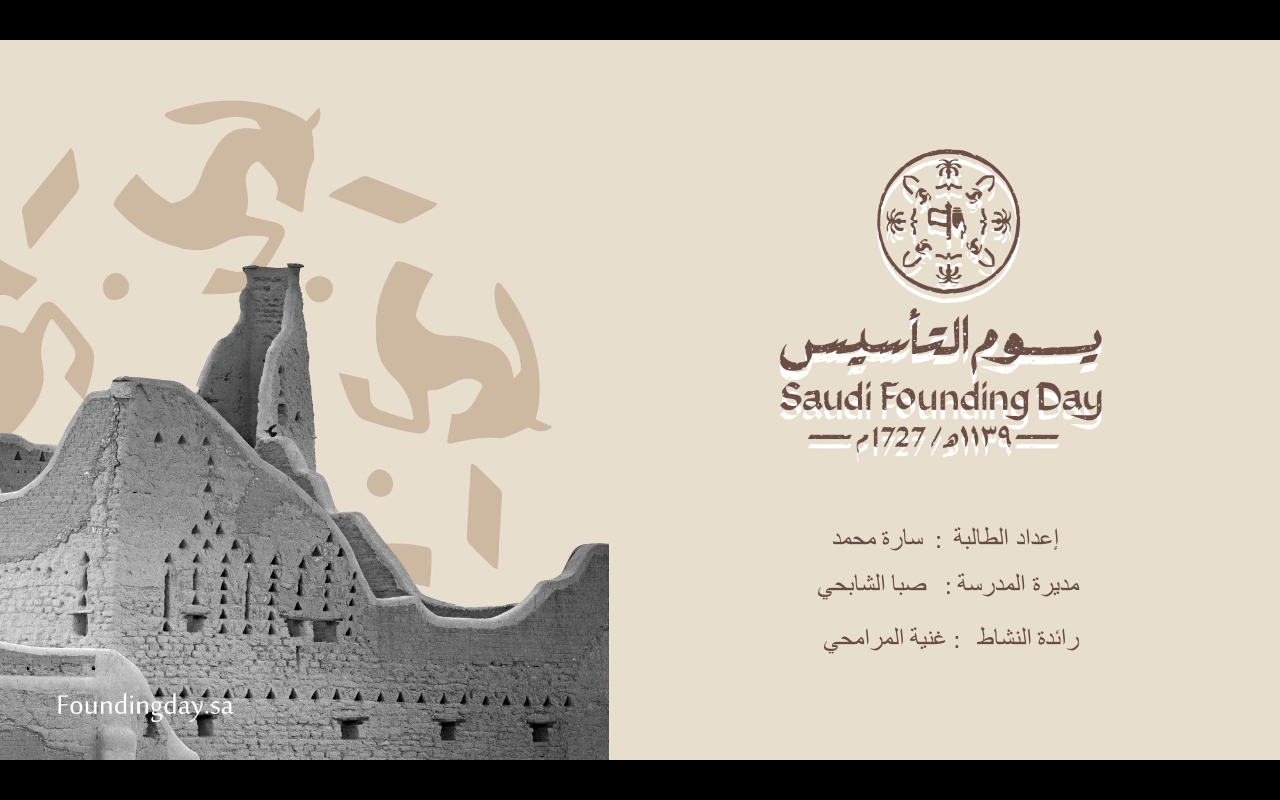 يوم التأسيس
Saudi Founding Day
١١٣٩هـ / 1727م
إعداد الطالبة : سارة محمد
مديرة المدرسة : صبا الشابحي
رائدة النشاط : غنية المرامحي
Foundingday.sa